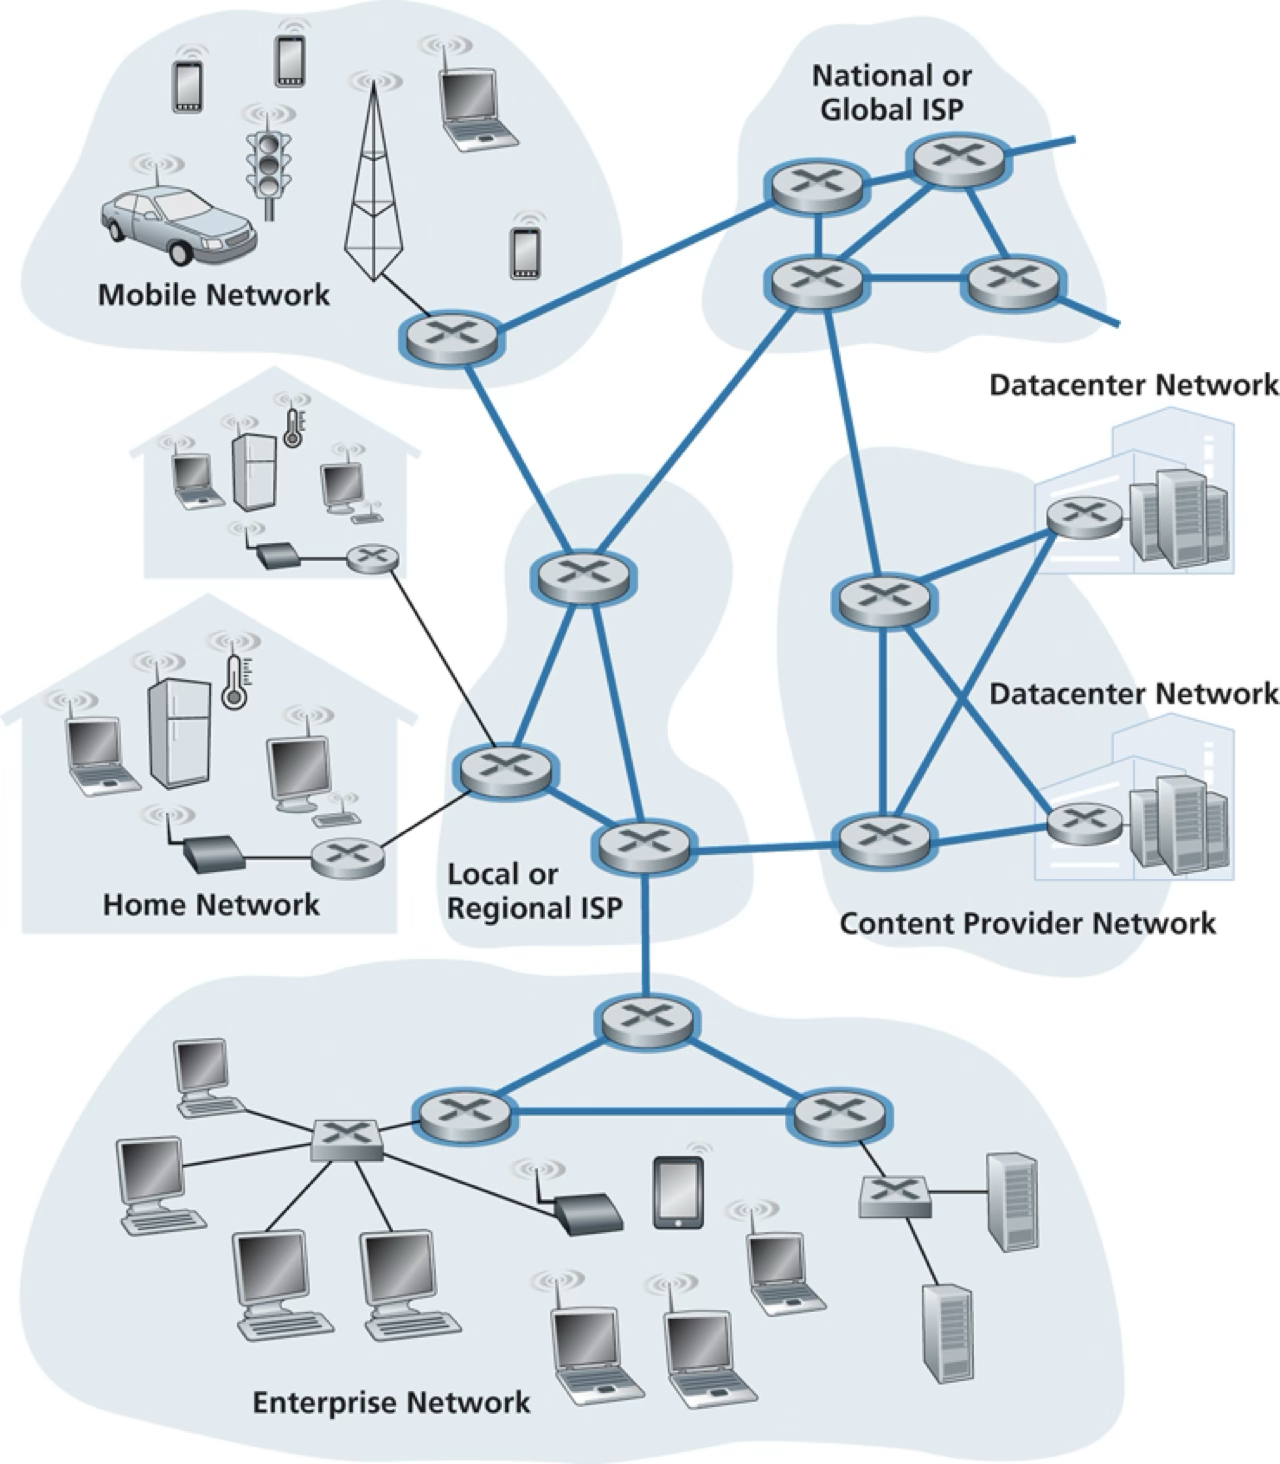 National or
Global ISP
Mobile Network
Datacenter Network
Datacenter Network
Home Network
Local or
Regional ISP
Content Provider Network
Enterprise Network